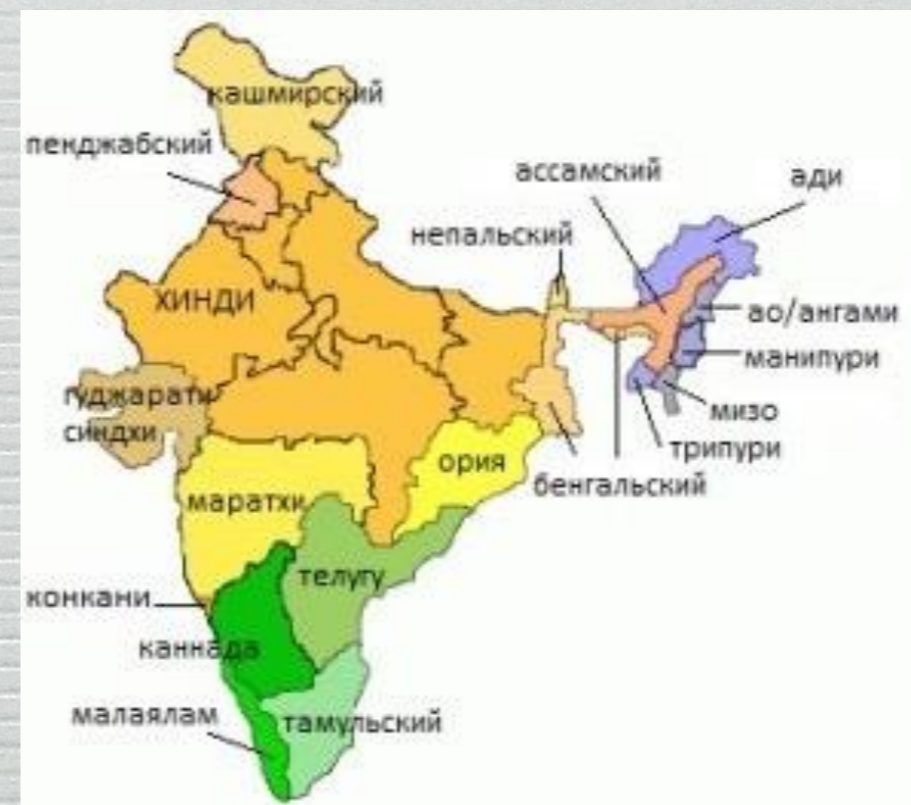 кашмирский
пенджабский
ассамский
ади
непальский
хинди
ао/ангами
манипури
гуджарати
синдхи
мизо
трипури
ория
бенгальский
маратхи
телугу
конкани
каннада
малаялам
тамульский